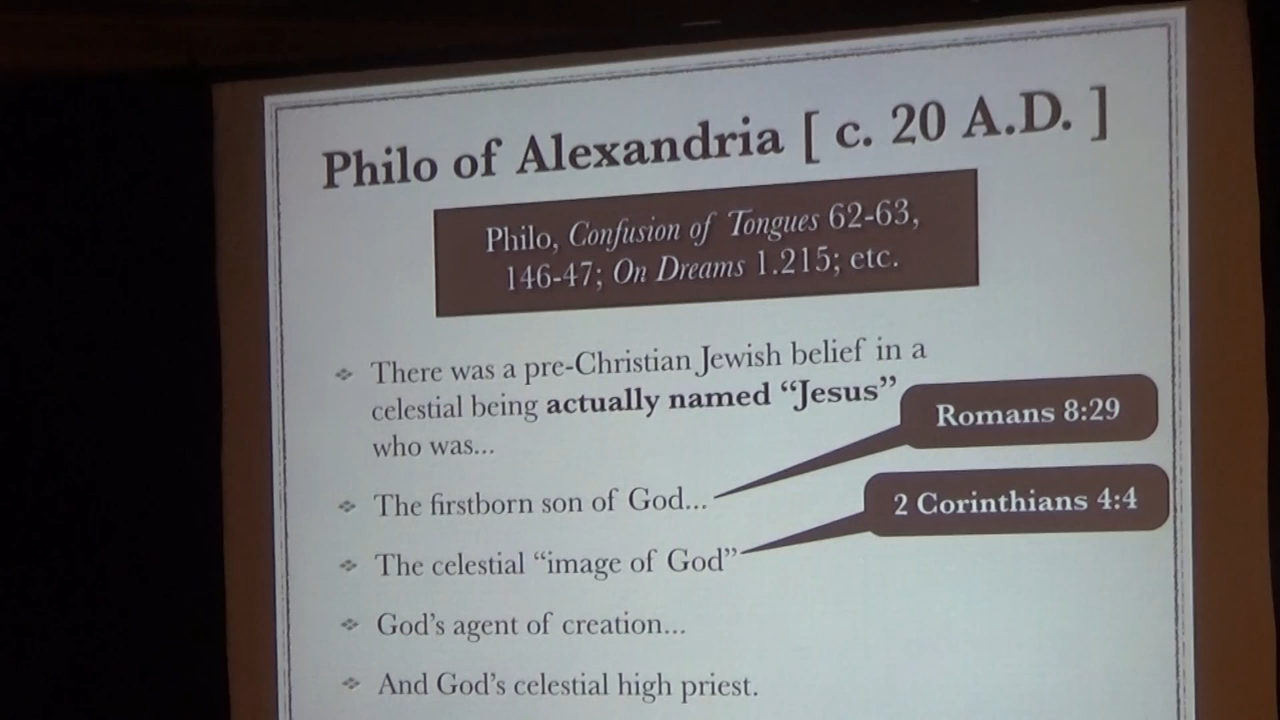 Philo of Alexandria [ c. 20 A.D. ]
Philo, Confusion of Tongues 62-63,
146-47; On Dreams 1.215; etc.
❖ There was a pre-Christian Jewish belief in a
celestial being actually named “Jesus”
who was...
Romans 8:29
❖ The firstborn son of God...
2 Corinthians 4:4
❖ The celestial “image of God”
❖ God’s agent of creation...
❖ And God’s celestial high priest.